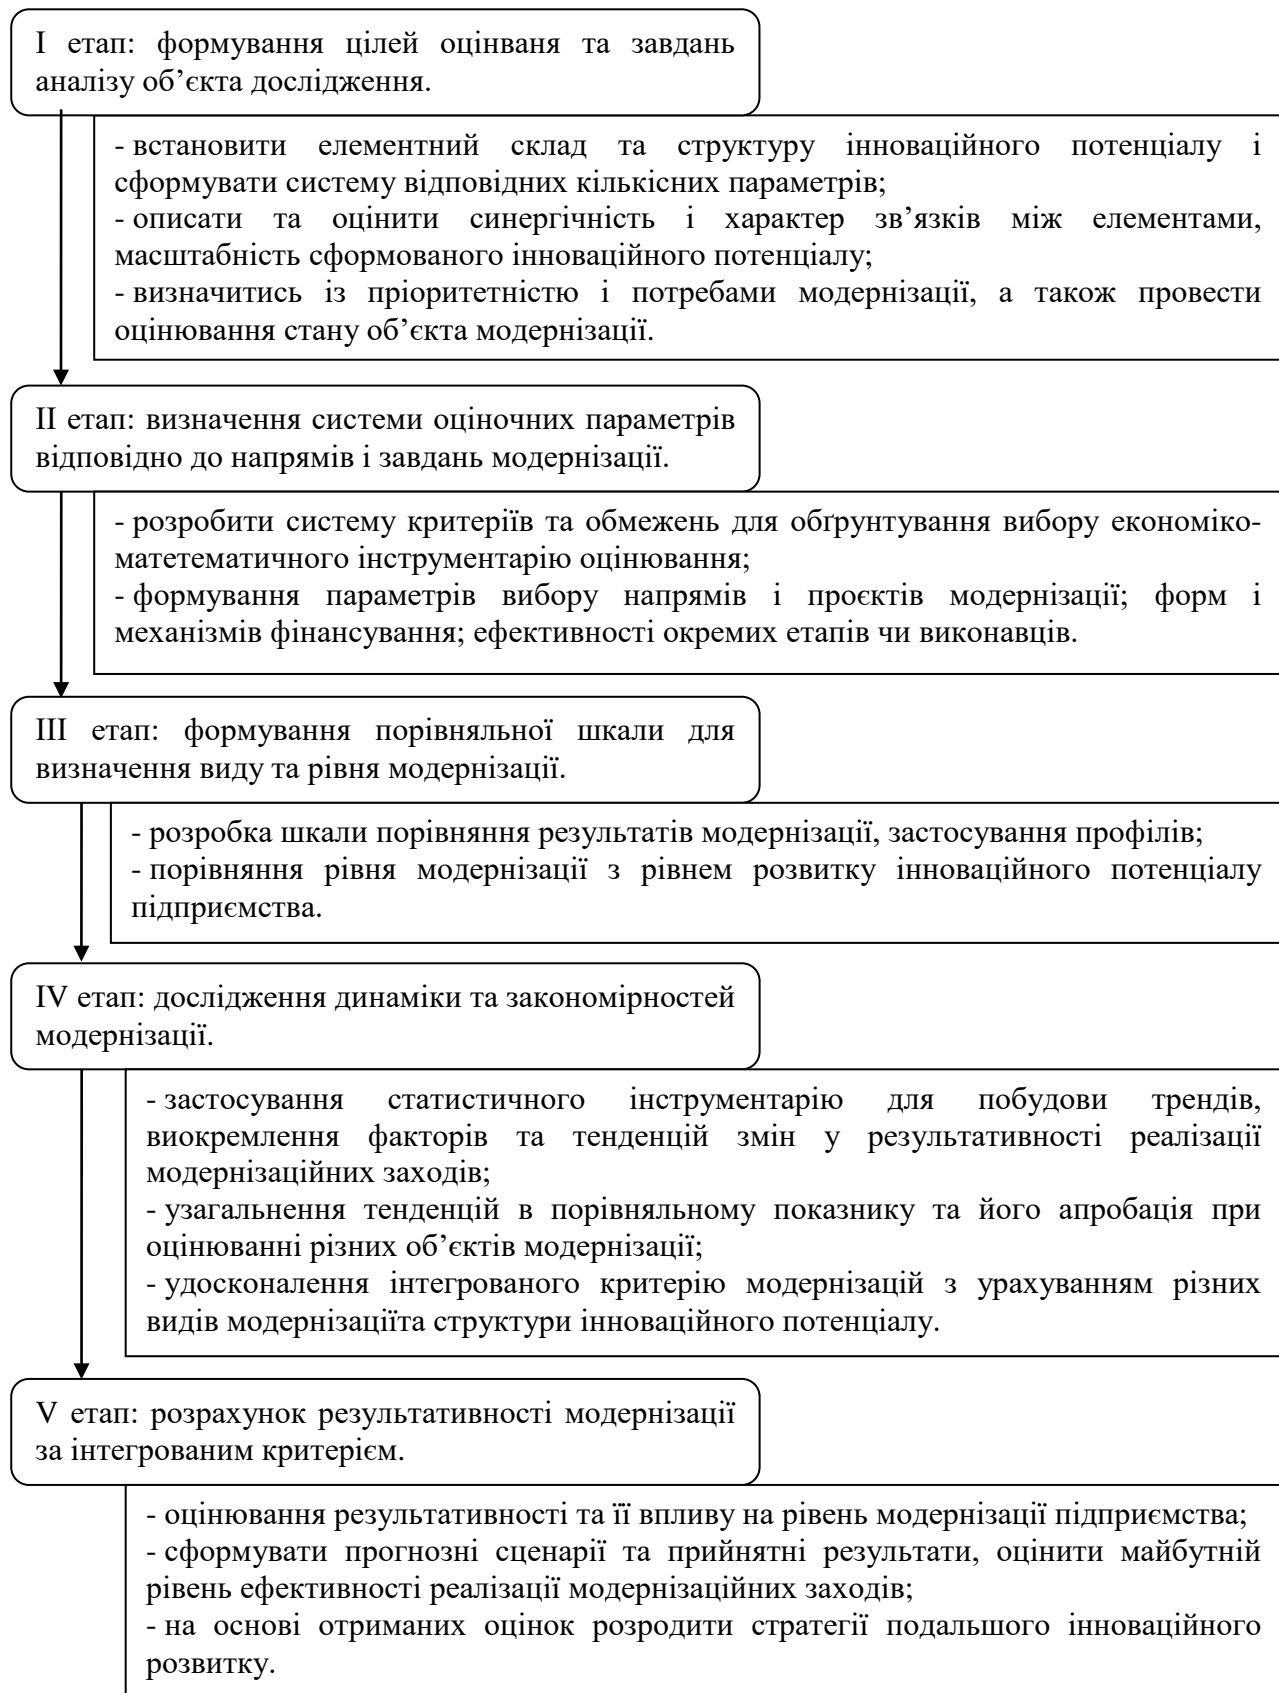 І етап: формування цілей оцінваня та завдань
аналізу об’єкта дослідження.
- встановити елементний склад та структуру інноваційного потенціалу і
сформувати систему відповідних кількісних параметрів;
- описати та оцінити синергічність і характер зв’язків між елементами,
масштабність сформованого інноваційного потенціалу;
- визначитись із пріоритетністю і потребами модернізації, а також провести
оцінювання стану об’єкта модернізації.
ІІ етап: визначення системи оціночних параметрів
відповідно до напрямів і завдань модернізації.
- розробити систему критеріїв та обмежень для обґрунтування вибору економіко-
матетематичного інструментарію оцінювання;
- формування параметрів вибору напрямів і проєктів модернізації; форм і
механізмів фінансування; ефективності окремих етапів чи виконавців.
ІІІ етап: формування порівняльної шкали для
визначення виду та рівня модернізації.
- розробка шкали порівняння результатів модернізації, застосування профілів;
- порівняння рівня модернізації з рівнем розвитку інноваційного потенціалу
підприємства.
IV етап: дослідження динаміки та закономірностей
модернізації.
- застосування статистичного інструментарію для побудови трендів,
виокремлення факторів та тенденцій змін у результативності реалізації
модернізаційних заходів;
- узагальнення тенденцій в порівняльному показнику та його апробація при
оцінюванні різних об’єктів модернізації;
- удосконалення інтегрованого критерію модернізацій з урахуванням різних
видів модернізаціїта структури інноваційного потенціалу.
V етап: розрахунок результативності модернізації
за інтегрованим критерієм.
- оцінювання результативності та її впливу на рівень модернізації підприємства;
- сформувати прогнозні сценарії та прийнятні результати, оцінити майбутній
рівень ефективності реалізації модернізаційних заходів;
- на основі отриманих оцінок розродити стратегії подальшого інноваційного
розвитку.